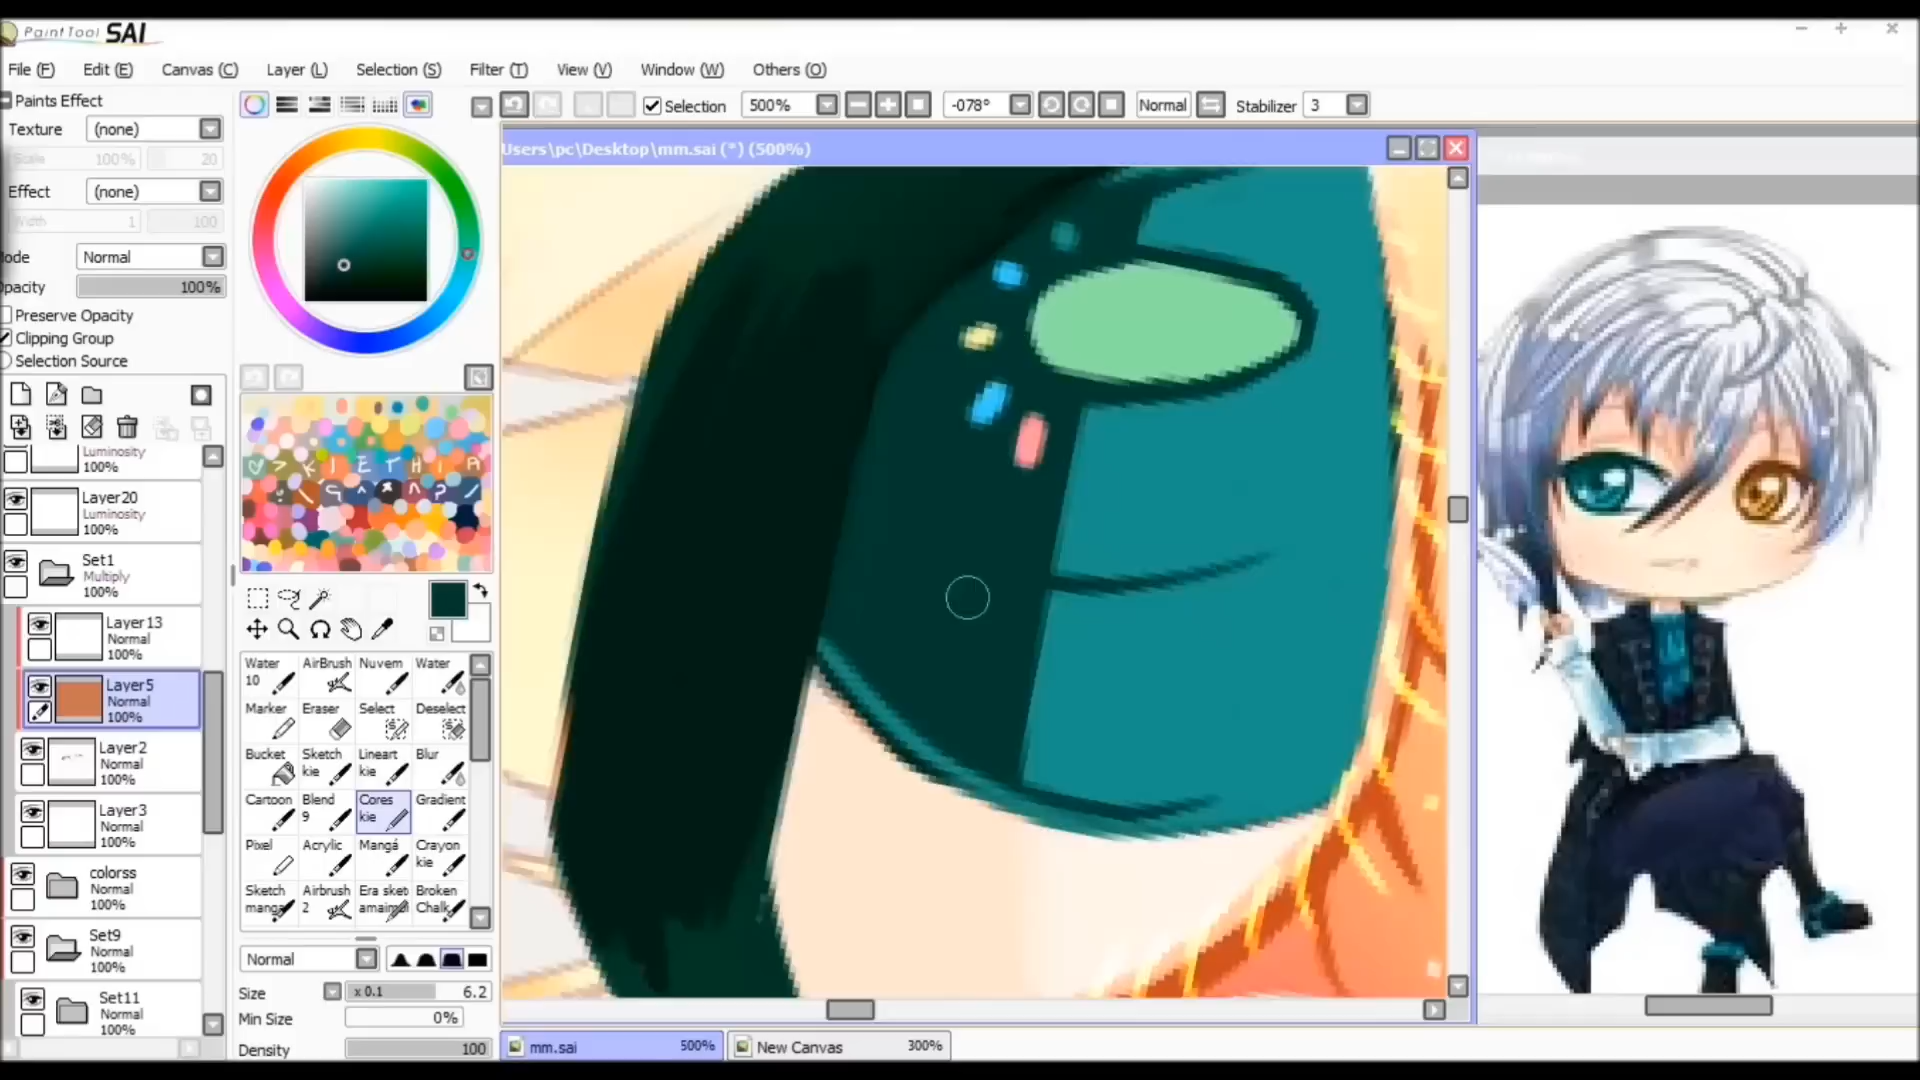 PaintTool SAI
File (F) Edit (E) Canvas (C) Layer (L) Selection (S) Filter (T) View (V) Window (W) Others (O)
Paints Effect
Selection 500% -078° Normal Stabilizer 3
Texture (none)
Scale 100% 20
Effect (none)
Width 1 100
Users\pc\Desktop\mm.sai (*) (500%)
Mode Normal
Opacity 100%
Preserve Opacity
Clipping Group
Selection Source
Luminosity
100%
Layer20
Luminosity
100%
Set1
Multiply
100%
Layer13
Normal
100%
Layer5
Normal
100%
Layer2
Normal
100%
Layer3
Normal
100%
colorss
Normal
100%
Set9
Normal
100%
Set11
Normal
100%
Water 10 AirBrush Nuvem Water
Marker Eraser Select Deselect
Bucket Sketch kie Lineart kie Blur
Cartoon Blend 9 Cores kie Gradient
Pixel Acrylic Mangá Crayon kie
Sketch manga Airbrush 2 Era sket Broken Chalk
Normal
Size x 0.1 6.2
Min Size 0%
Density 100
mm.sai 500% New Canvas 300%